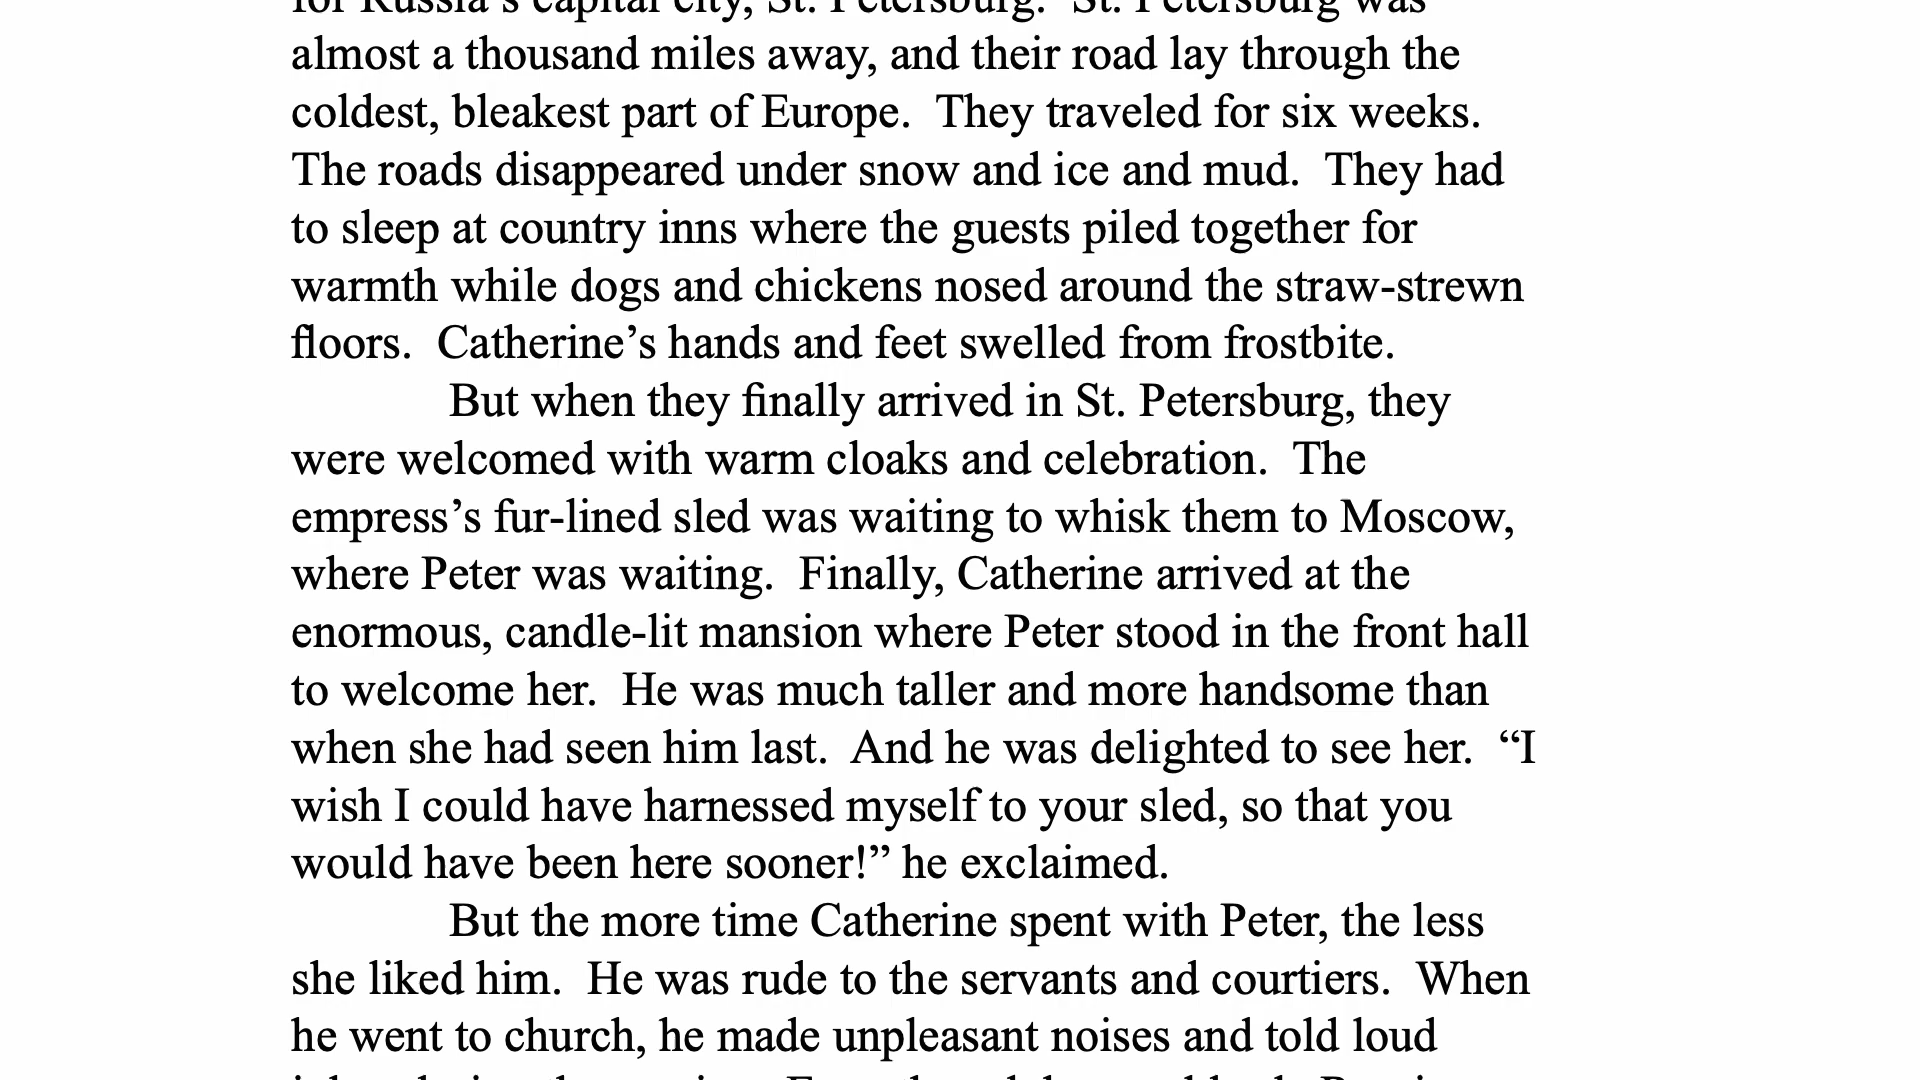 for Russia's capital city, St. Petersburg.  St. Petersburg was
almost a thousand miles away, and their road lay through the
coldest, bleakest part of Europe.  They traveled for six weeks.
The roads disappeared under snow and ice and mud.  They had
to sleep at country inns where the guests piled together for
warmth while dogs and chickens nosed around the straw-strewn
floors.  Catherine’s hands and feet swelled from frostbite.
But when they finally arrived in St. Petersburg, they
were welcomed with warm cloaks and celebration.  The
empress’s fur-lined sled was waiting to whisk them to Moscow,
where Peter was waiting.  Finally, Catherine arrived at the
enormous, candle-lit mansion where Peter stood in the front hall
to welcome her.  He was much taller and more handsome than
when she had seen him last.  And he was delighted to see her.  “I
wish I could have harnessed myself to your sled, so that you
would have been here sooner!” he exclaimed.
But the more time Catherine spent with Peter, the less
she liked him.  He was rude to the servants and courtiers.  When
he went to church, he made unpleasant noises and told loud